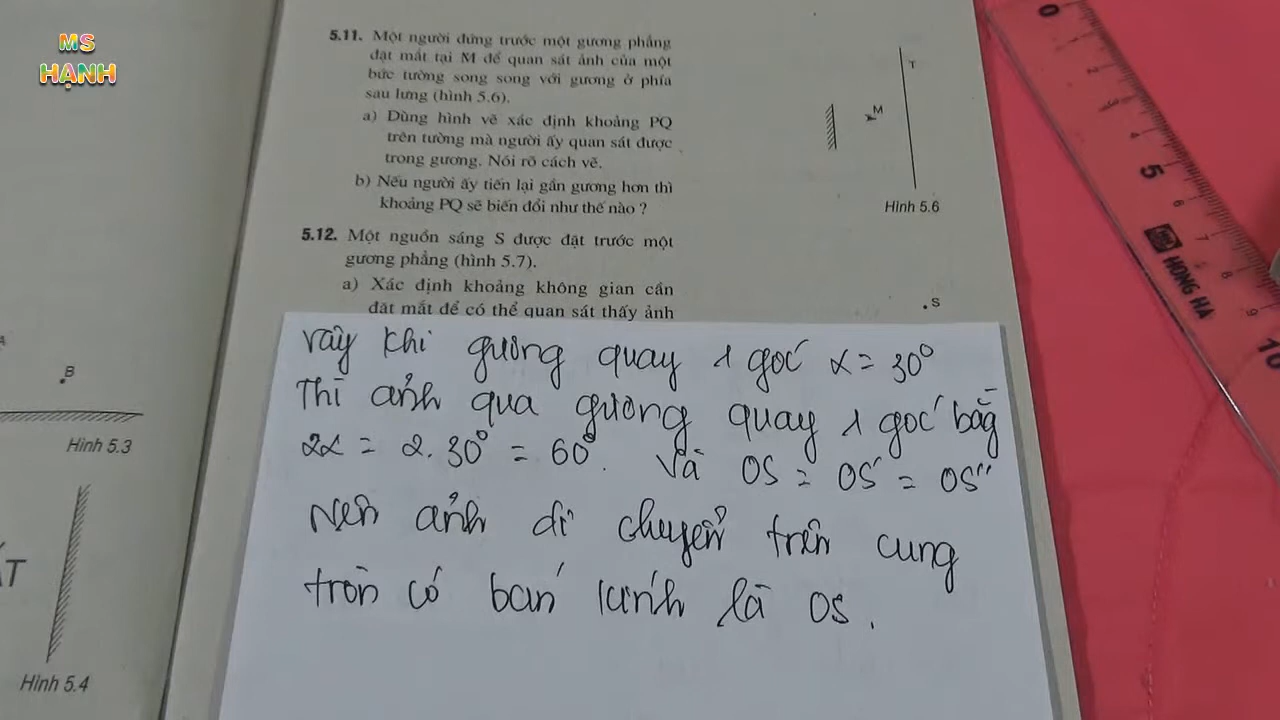 MS
HẠNH
5.11. Một người đứng trước một gương phẳng
đặt mắt tại M để quan sát ảnh của một
bức tường song song với gương ở phía
sau lưng (hình 5.6).
a) Dùng hình vẽ xác định khoảng PQ
trên tường mà người ấy quan sát được
trong gương. Nói rõ cách vẽ.
b) Nếu người ấy tiến lại gần gương hơn thì
khoảng PQ sẽ biến đổi như thế nào ?
T
M
Hình 5.6
5.12. Một nguồn sáng S được đặt trước một
gương phẳng (hình 5.7).
a) Xác định khoảng không gian cần
đặt mắt để có thể quan sát thấy ảnh
S
B
Hình 5.3
Hình 5.4
vậy khi gương quay 1 góc α = 30°
Thì ảnh qua gương quay 1 góc bằng
2α = 2.30° = 60°. Và OS = OS' = OS''
Nên ảnh di chuyển trên cung
tròn có bán kính là OS.
0
5
10
HONG HA